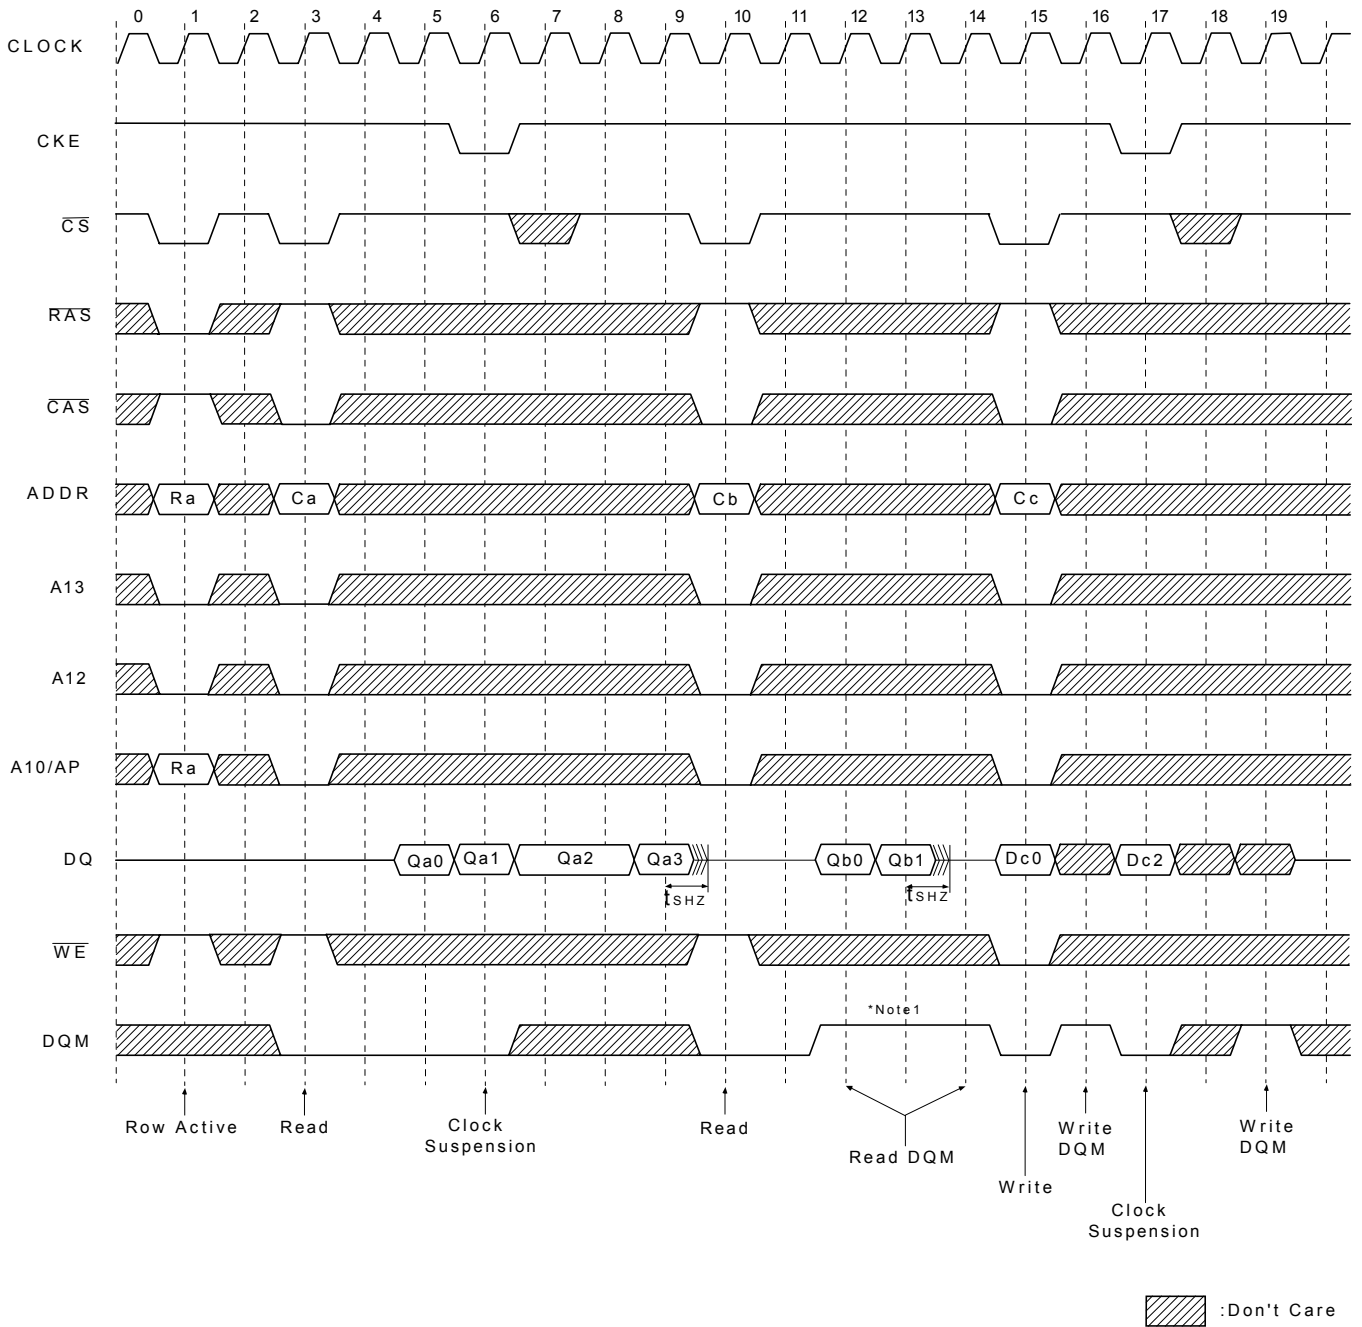 0 1 2 3 4 5 6 7 8 9 10 11 12 13 14 15 16 17 18 19
CLOCK
CKE
CS
RAS
CAS
ADDR Ra Ca Cb Cc
A13
A12
A10/AP Ra
DQ Qa0 Qa1 Qa2 Qa3 Qb0 Qb1 Dc0 Dc2
tSHZ tSHZ
WE
*Note1
DQM
Row Active Read Clock Suspension Read Read DQM Write Write DQM Clock Suspension Write DQM
:Don't Care